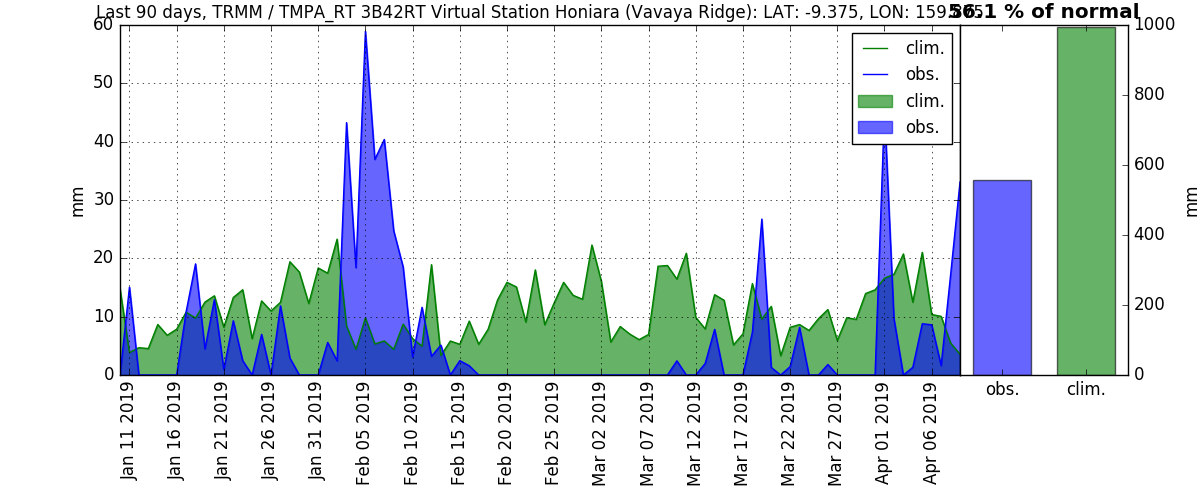 Last 90 days, TRMM / TMPA_RT 3B42RT Virtual Station Honiara (Vavaya Ridge): LAT: -9.375, LON:
56.1 % of normal
60
50
40
30
20
10
0
mm
clim.
obs.
clim.
obs.
1000
800
600
400
200
0
mm
obs.
clim.
Jan 11 2019
Jan 16 2019
Jan 21 2019
Jan 26 2019
Jan 31 2019
Feb 05 2019
Feb 10 2019
Feb 15 2019
Feb 20 2019
Feb 25 2019
Mar 02 2019
Mar 07 2019
Mar 12 2019
Mar 17 2019
Mar 22 2019
Mar 27 2019
Apr 01 2019
Apr 06 2019